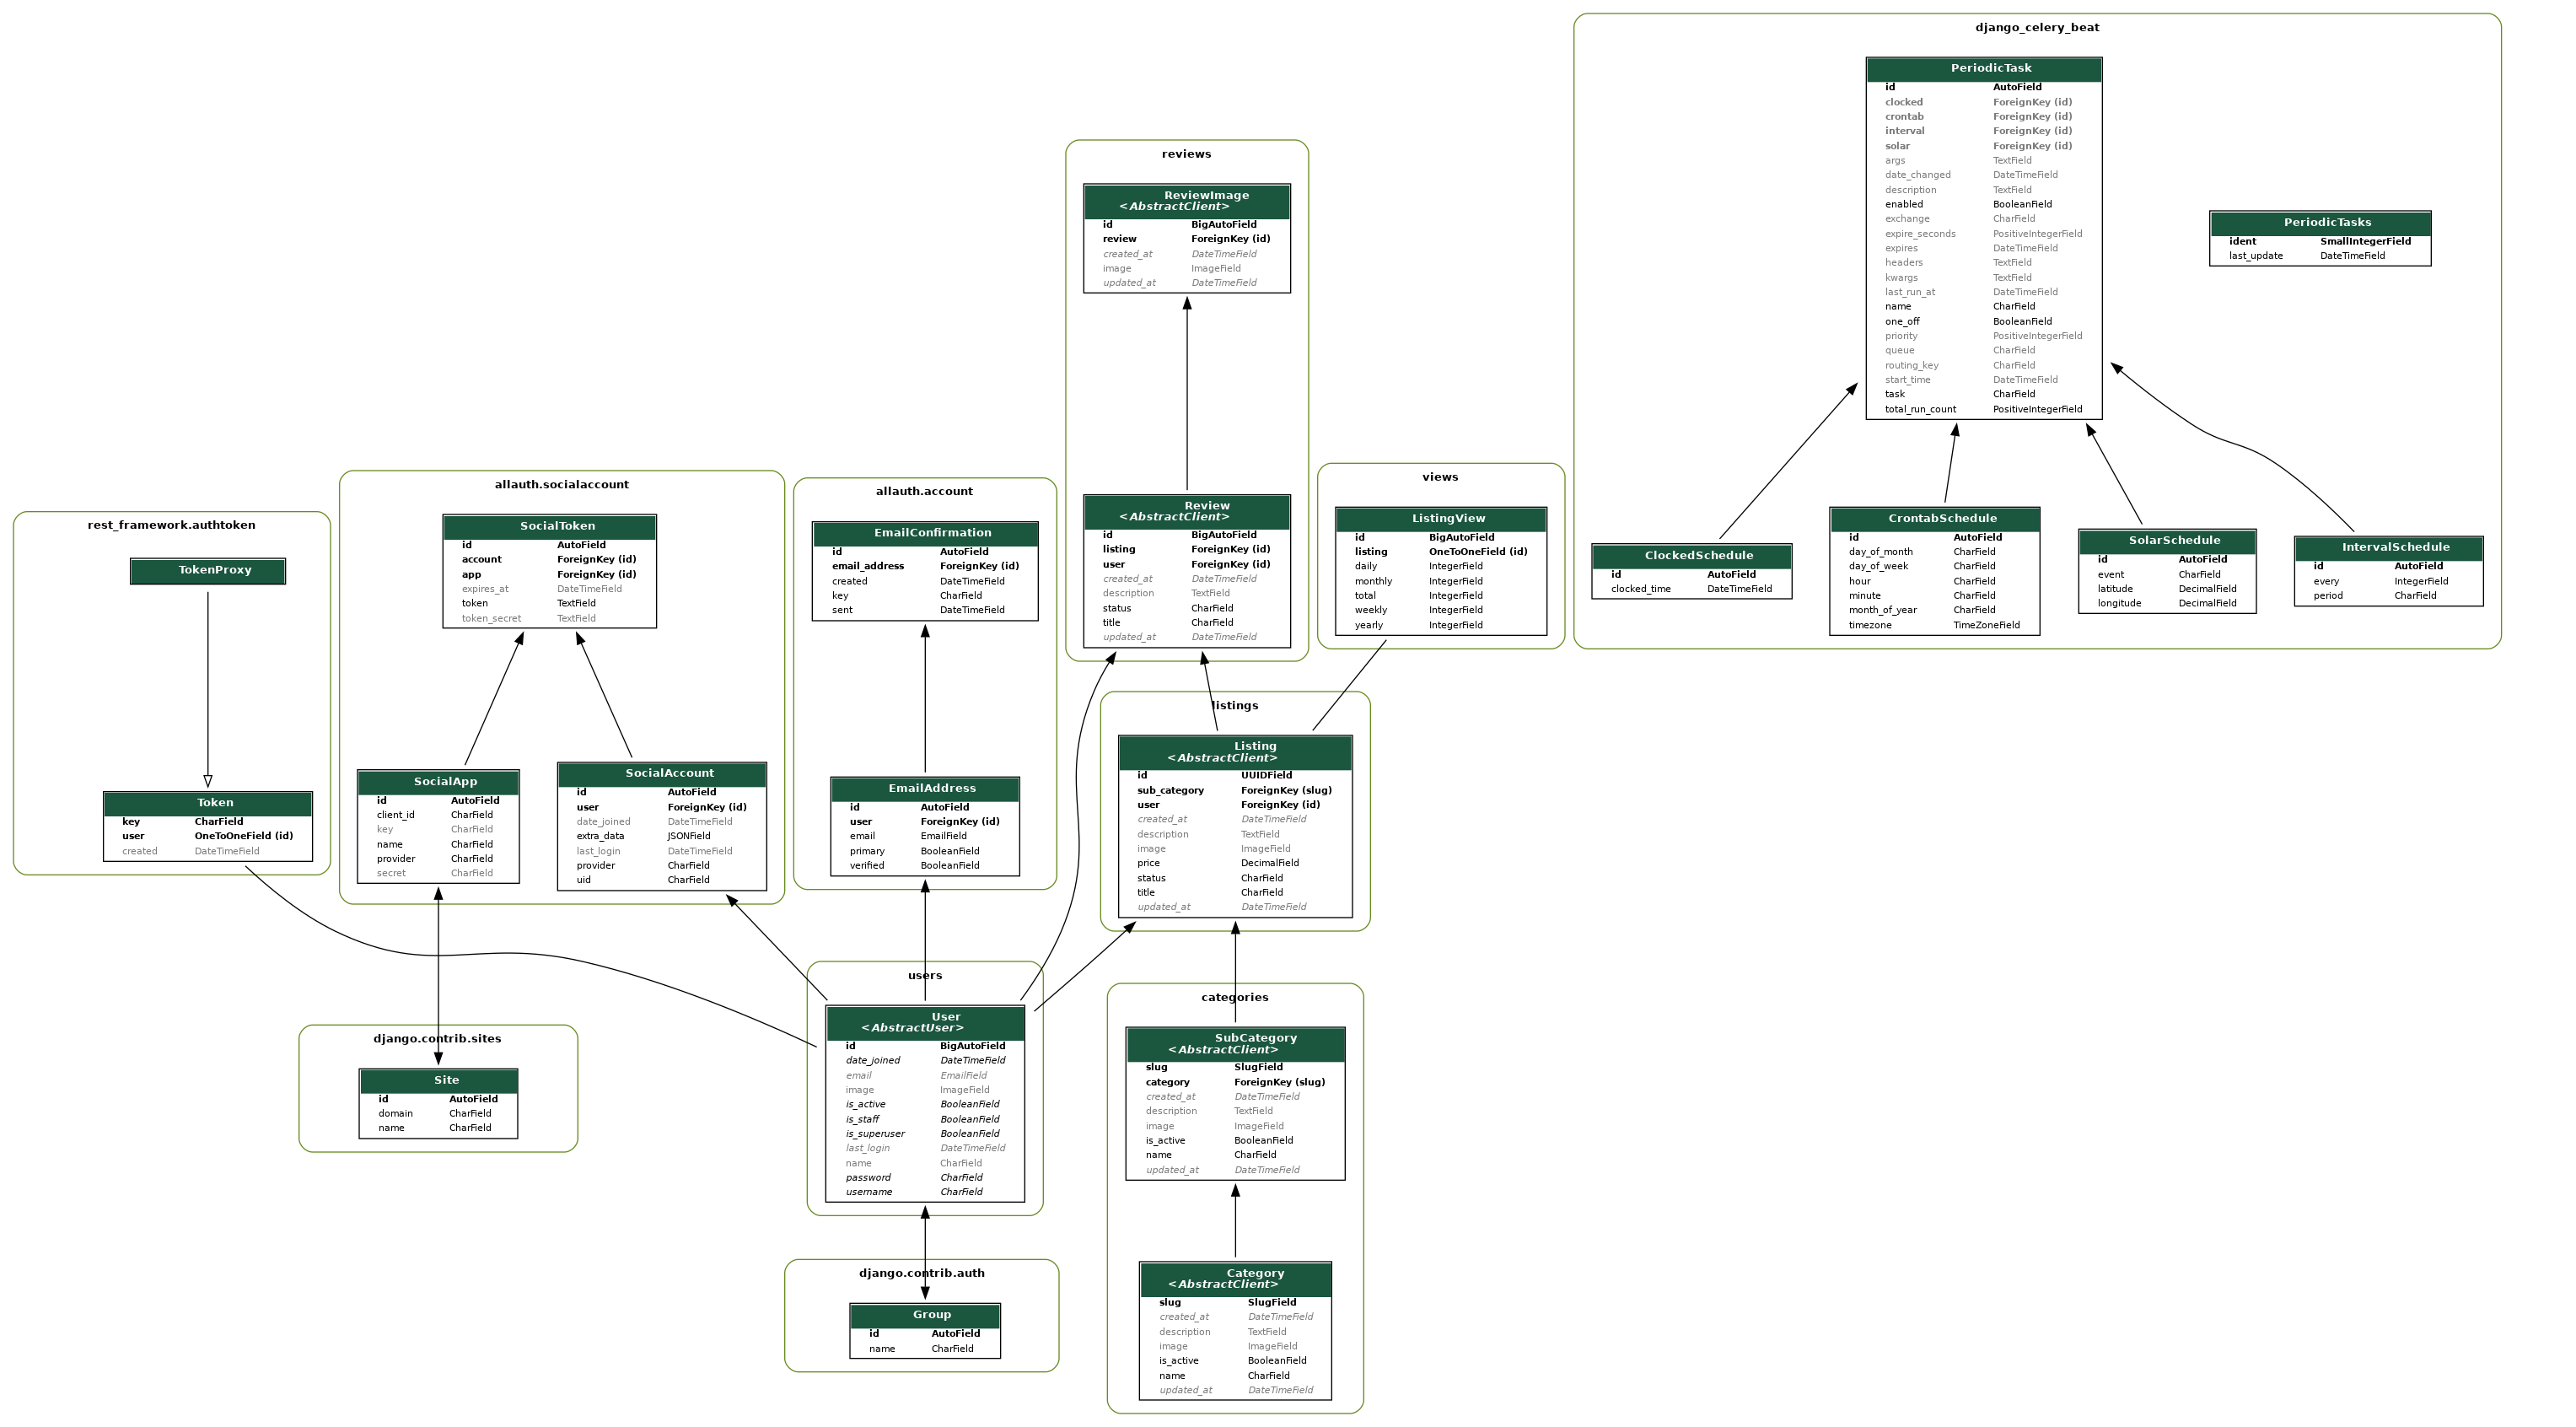 django_celery_beat
PeriodicTask
id AutoField
clocked ForeignKey (id)
crontab ForeignKey (id)
interval ForeignKey (id)
solar ForeignKey (id)
args TextField
date_changed DateTimeField
description TextField
enabled BooleanField
exchange CharField
expire_seconds PositiveIntegerField
expires DateTimeField
headers TextField
kwargs TextField
last_run_at DateTimeField
name CharField
one_off BooleanField
priority PositiveIntegerField
queue CharField
routing_key CharField
start_time DateTimeField
task CharField
total_run_count PositiveIntegerField
PeriodicTasks
ident SmallIntegerField
last_update DateTimeField
ClockedSchedule
id AutoField
clocked_time DateTimeField
CrontabSchedule
id AutoField
day_of_month CharField
day_of_week CharField
hour CharField
minute CharField
month_of_year CharField
timezone TimeZoneField
SolarSchedule
id AutoField
event CharField
latitude DecimalField
longitude DecimalField
IntervalSchedule
id AutoField
every IntegerField
period CharField
reviews
ReviewImage
<AbstractClient>
id BigAutoField
review ForeignKey (id)
created_at DateTimeField
image ImageField
updated_at DateTimeField
Review
<AbstractClient>
id BigAutoField
listing ForeignKey (id)
user ForeignKey (id)
created_at DateTimeField
description TextField
status CharField
title CharField
updated_at DateTimeField
views
ListingView
id BigAutoField
listing OneToOneField (id)
daily IntegerField
monthly IntegerField
total IntegerField
weekly IntegerField
yearly IntegerField
rest_framework.authtoken
TokenProxy
Token
key CharField
user OneToOneField (id)
created DateTimeField
allauth.socialaccount
SocialToken
id AutoField
account ForeignKey (id)
app ForeignKey (id)
expires_at DateTimeField
token TextField
token_secret TextField
SocialApp
id AutoField
client_id CharField
key CharField
name CharField
provider CharField
secret CharField
SocialAccount
id AutoField
user ForeignKey (id)
date_joined DateTimeField
extra_data JSONField
last_login DateTimeField
provider CharField
uid CharField
allauth.account
EmailConfirmation
id AutoField
email_address ForeignKey (id)
created DateTimeField
key CharField
sent DateTimeField
EmailAddress
id AutoField
user ForeignKey (id)
email EmailField
primary BooleanField
verified BooleanField
listings
Listing
<AbstractClient>
id UUIDField
sub_category ForeignKey (slug)
user ForeignKey (id)
created_at DateTimeField
description TextField
image ImageField
price DecimalField
status CharField
title CharField
updated_at DateTimeField
django.contrib.sites
Site
id AutoField
domain CharField
name CharField
users
User
<AbstractUser>
id BigAutoField
date_joined DateTimeField
email EmailField
image ImageField
is_active BooleanField
is_staff BooleanField
is_superuser BooleanField
last_login DateTimeField
name CharField
password CharField
username CharField
categories
SubCategory
<AbstractClient>
slug SlugField
category ForeignKey (slug)
created_at DateTimeField
description TextField
image ImageField
is_active BooleanField
name CharField
updated_at DateTimeField
Category
<AbstractClient>
slug SlugField
created_at DateTimeField
description TextField
image ImageField
is_active BooleanField
name CharField
updated_at DateTimeField
django.contrib.auth
Group
id AutoField
name CharField